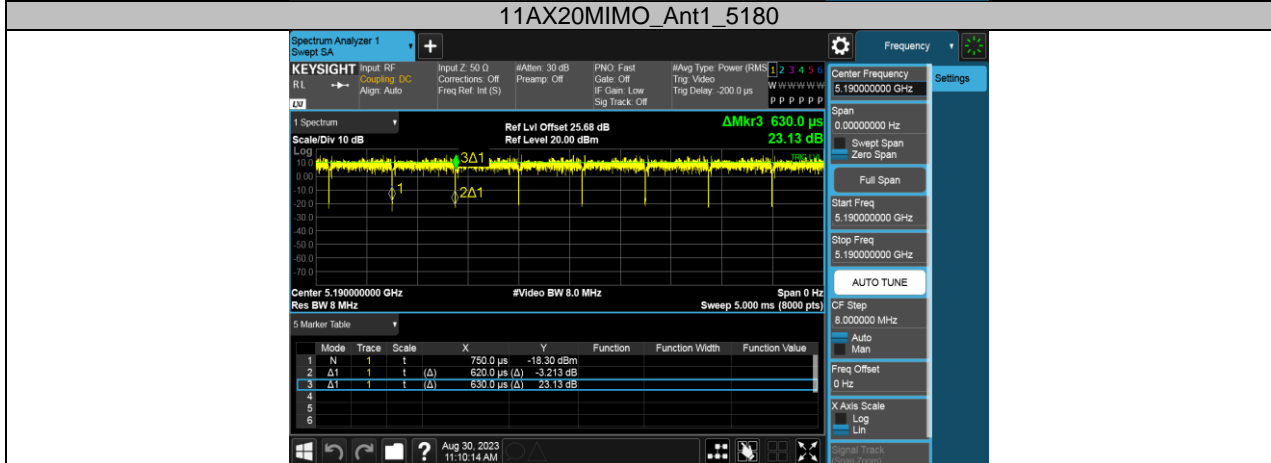 11AX20MIMO_Ant1_5180
Spectrum Analyzer 1
Swept SA
+
Frequency
KEYSIGHT Input: RF Input Z: 50 Ω #Atten: 30 dB PNO: Fast #Avg Type: Power (RMS 1 2 3 4 5 6
RL Coupling: DC Corrections: Off Preamp: Off Gate: Off Trig: Video W W W W W W
Align: Auto Freq Ref: Int (S) IF Gain: Low Trig Delay: -200.0 µs P P P P P P
Sig Track: Off
LXI
1 Spectrum
Scale/Div 10 dB
Ref Lvl Offset 25.68 dB
Ref Level 20.00 dBm
ΔMkr3 630.0 µs
23.13 dB
Log
TRIG LVL
10.0
0.00
-10.0
-20.0
-30.0
-40.0
-50.0
-60.0
-70.0
3Δ1
1
2Δ1
Center 5.190000000 GHz #Video BW 8.0 MHz Span 0 Hz
Res BW 8 MHz Sweep 5.000 ms (8000 pts)
5 Marker Table
Mode Trace Scale X Y Function Function Width Function Value
1 N 1 t 750.0 µs -18.30 dBm
2 Δ1 1 t (Δ) 620.0 µs (Δ) -3.213 dB
3 Δ1 1 t (Δ) 630.0 µs (Δ) 23.13 dB
4
5
6
?
Aug 30, 2023
11:10:14 AM
Center Frequency
5.190000000 GHz
Settings
Span
0.00000000 Hz
Swept Span
Zero Span
Full Span
Start Freq
5.190000000 GHz
Stop Freq
5.190000000 GHz
AUTO TUNE
CF Step
8.000000 MHz
Auto
Man
Freq Offset
0 Hz
X Axis Scale
Log
Lin
Signal Track
(Span Zoom)